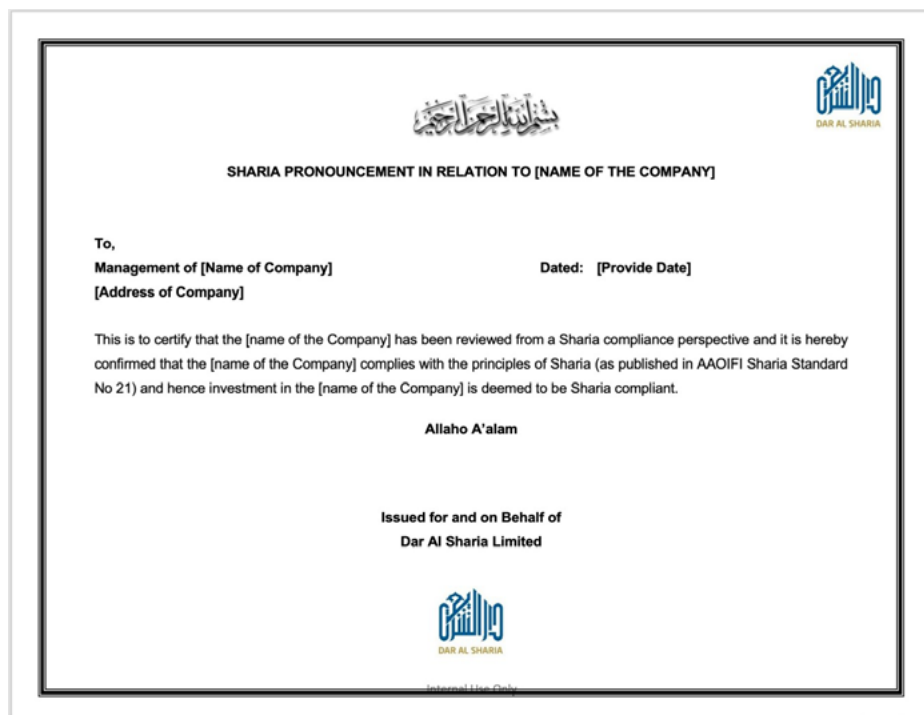 بسم الله الرحمن الرحيم
DAR AL SHARIA
SHARIA PRONOUNCEMENT IN RELATION TO [NAME OF THE COMPANY]
To,
Management of [Name of Company] Dated: [Provide Date]
[Address of Company]
This is to certify that the [name of the Company] has been reviewed from a Sharia compliance perspective and it is hereby
confirmed that the [name of the Company] complies with the principles of Sharia (as published in AAOIFI Sharia Standard
No 21) and hence investment in the [name of the Company] is deemed to be Sharia compliant.
Allaho A'alam
Issued for and on Behalf of
Dar Al Sharia Limited
DAR AL SHARIA
Internal Use Only